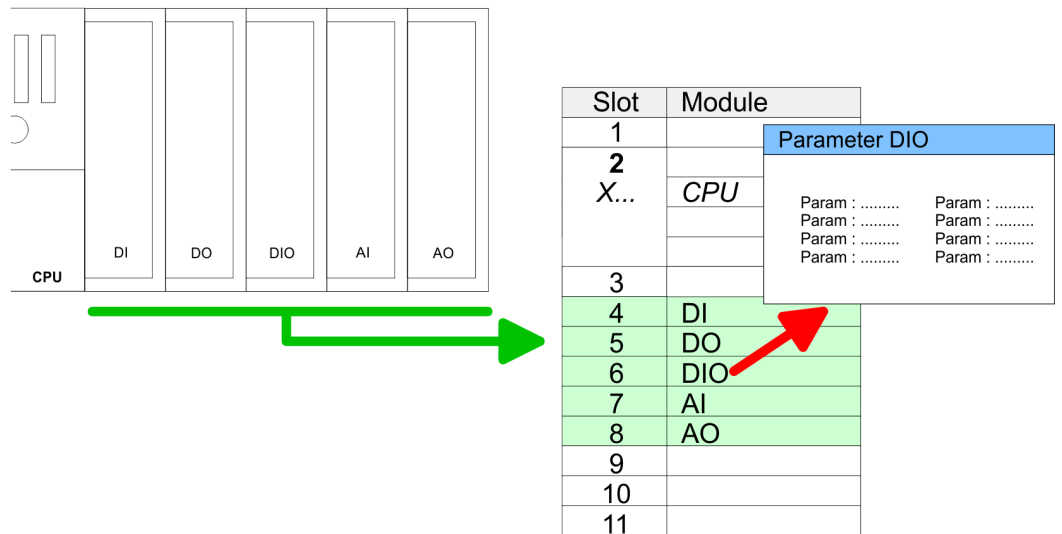 DI DO DIO AI AO
CPU
Slot Module
1
2
X... CPU
3
4 DI
5 DO
6 DIO
7 AI
8 AO
9
10
11
Parameter DIO
Param : ......... Param : .........
Param : ......... Param : .........
Param : ......... Param : .........
Param : ......... Param : .........